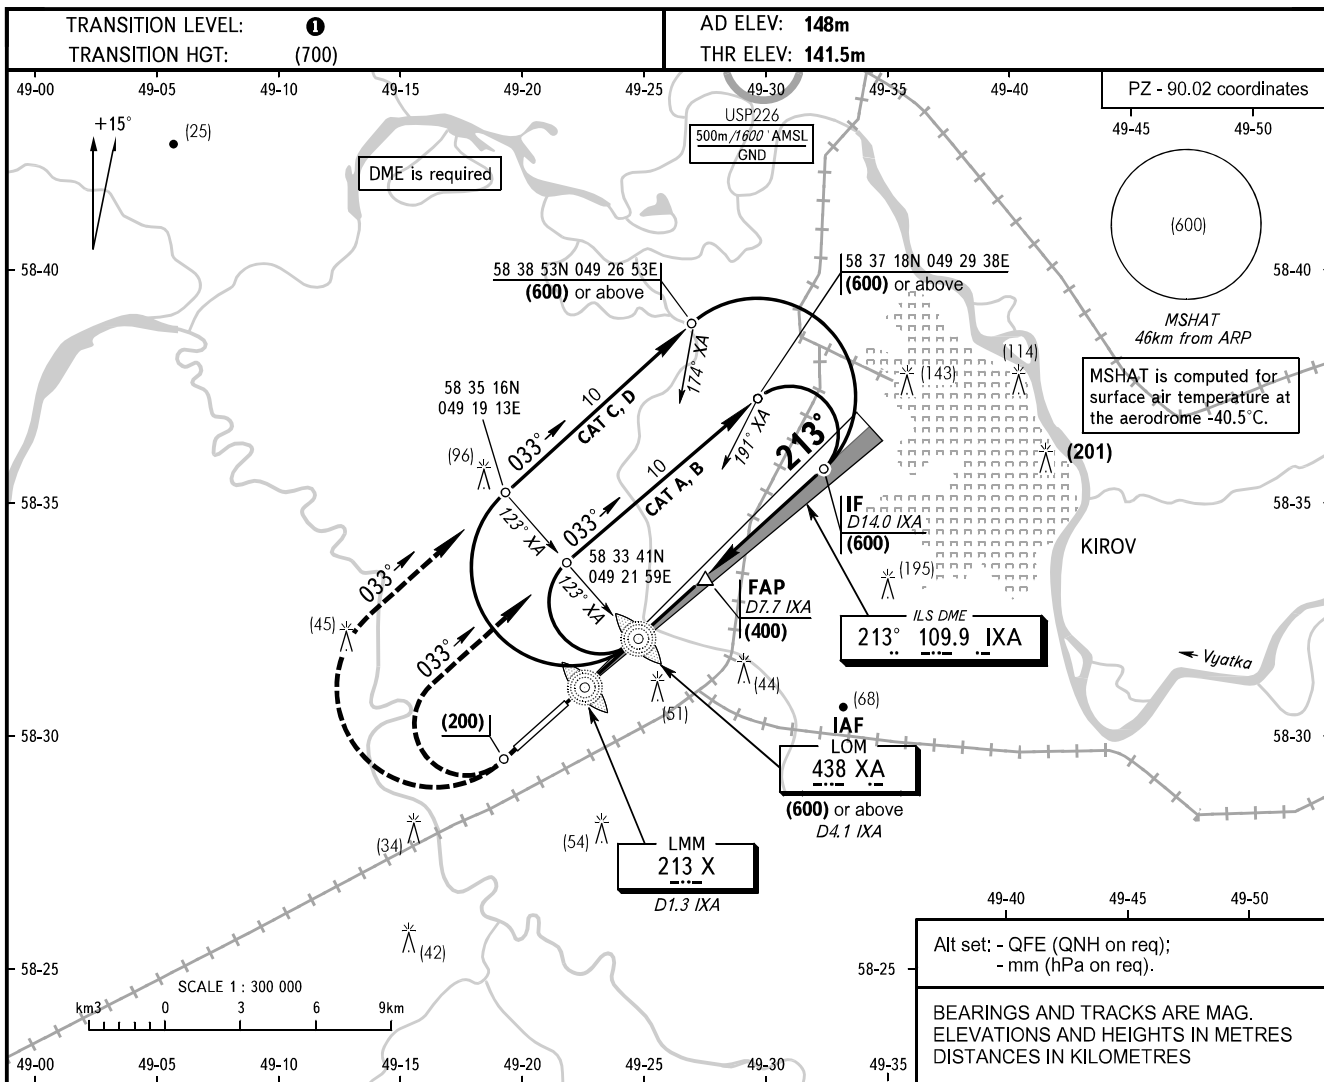 TRANSITION LEVEL: ❶
TRANSITION HGT: (700)
AD ELEV: 148m
THR ELEV: 141.5m
49-00 49-05 49-10 49-15 49-20 49-25 49-30 49-35 49-40
PZ - 90.02 coordinates
49-45 49-50
+15°
(25)
DME is required
USP226
500m/1600' AMSL
GND
(600)
MSHAT
46km from ARP
MSHAT is computed for
surface air temperature at
the aerodrome -40.5°C.
58-40
58-40
58 38 53N 049 26 53E
(600) or above
58 37 18N 049 29 38E
(600) or above
174° XA
(143)
(114)
58 35 16N
049 19 13E
10
CAT C, D
033°
(96)
123° XA
10
CAT A, B
033°
191° XA
213°
(201)
58-35
58-35
IF
D14.0 IXA
(600)
KIROV
58 33 41N
049 21 59E
123° XA
033°
033°
(45)
FAP
D7.7 IXA
(400)
(195)
ILS DME
213° 109.9 IXA
Vyatka
(44)
(51)
(68)
(200)
58-30
58-30
IAF
LOM
438 XA
(600) or above
D4.1 IXA
(34)
(54)
LMM
213 X
D1.3 IXA
(42)
49-40 49-45 49-50
58-25
58-25
SCALE 1 : 300 000
km3 0 3 6 9km
49-00 49-05 49-10 49-15 49-20 49-25 49-30 49-35
Alt set: - QFE (QNH on req);
- mm (hPa on req).
BEARINGS AND TRACKS ARE MAG.
ELEVATIONS AND HEIGHTS IN METRES
DISTANCES IN KILOMETRES